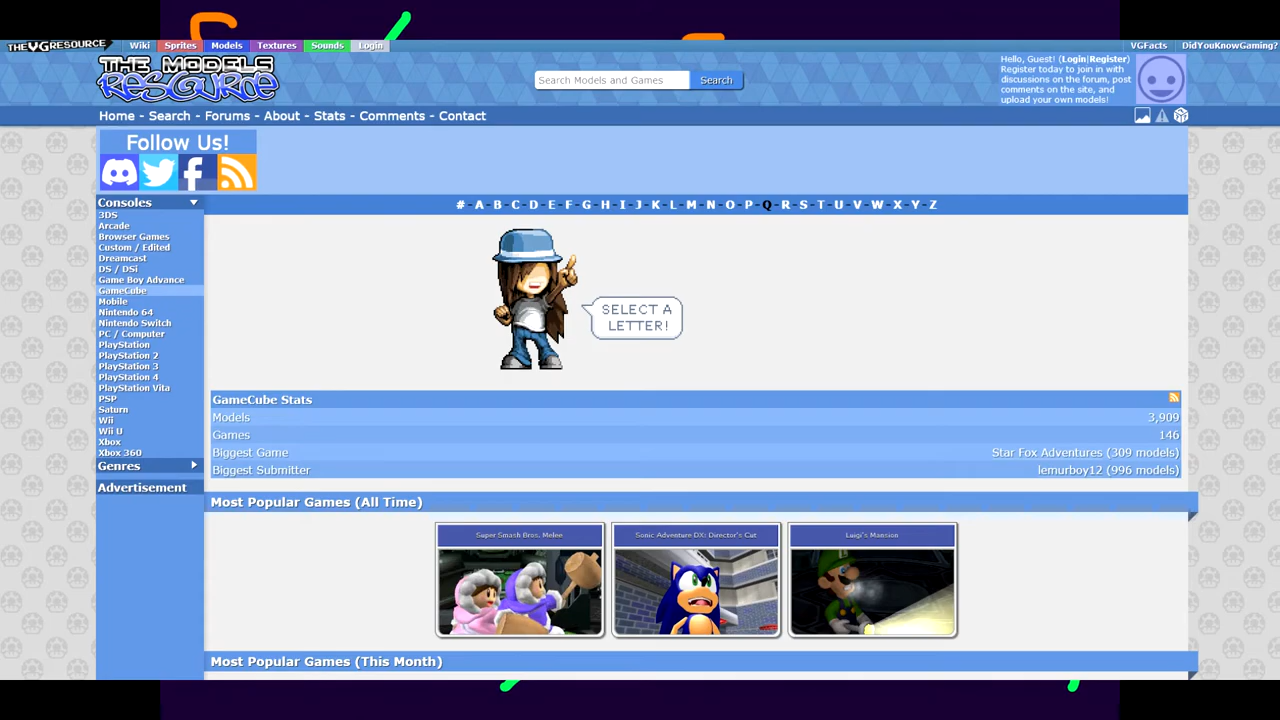 THE VG RESOURCE Wiki Sprites Models Textures Sounds Login VGFacts DidYouKnowGaming?
THE MODELS
RESOURCE
Search Models and Games Search
Hello, Guest! (Login|Register)
Register today to join in with
discussions on the forum, post
comments on the site, and
upload your own models!
Home - Search - Forums - About - Stats - Comments - Contact
Follow Us!
Consoles
3DS
Arcade
Browser Games
Custom / Edited
Dreamcast
DS / DSi
Game Boy Advance
GameCube
Mobile
Nintendo 64
Nintendo Switch
PC / Computer
PlayStation
PlayStation 2
PlayStation 3
PlayStation 4
PlayStation Vita
PSP
Saturn
Wii
Wii U
Xbox
Xbox 360
Genres
Advertisement
# - A - B - C - D - E - F - G - H - I - J - K - L - M - N - O - P - Q - R - S - T - U - V - W - X - Y - Z
SELECT A
LETTER!
GameCube Stats
Models 3,909
Games 146
Biggest Game Star Fox Adventures (309 models)
Biggest Submitter lemurboy12 (996 models)
Most Popular Games (All Time)
Super Smash Bros. Melee
Sonic Adventure DX: Director's Cut
Luigi's Mansion
Most Popular Games (This Month)